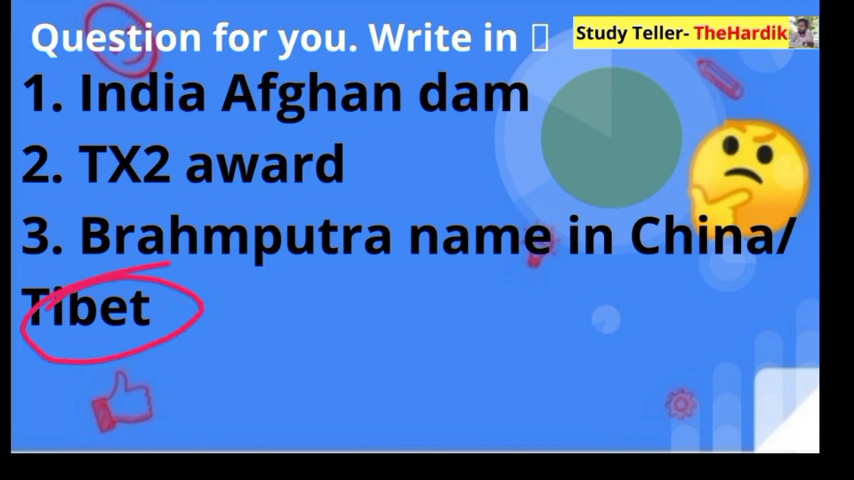 Question for you. Write in
Study Teller- TheHardik
1. India Afghan dam
2. TX2 award
3. Brahmputra name in China/
Tibet